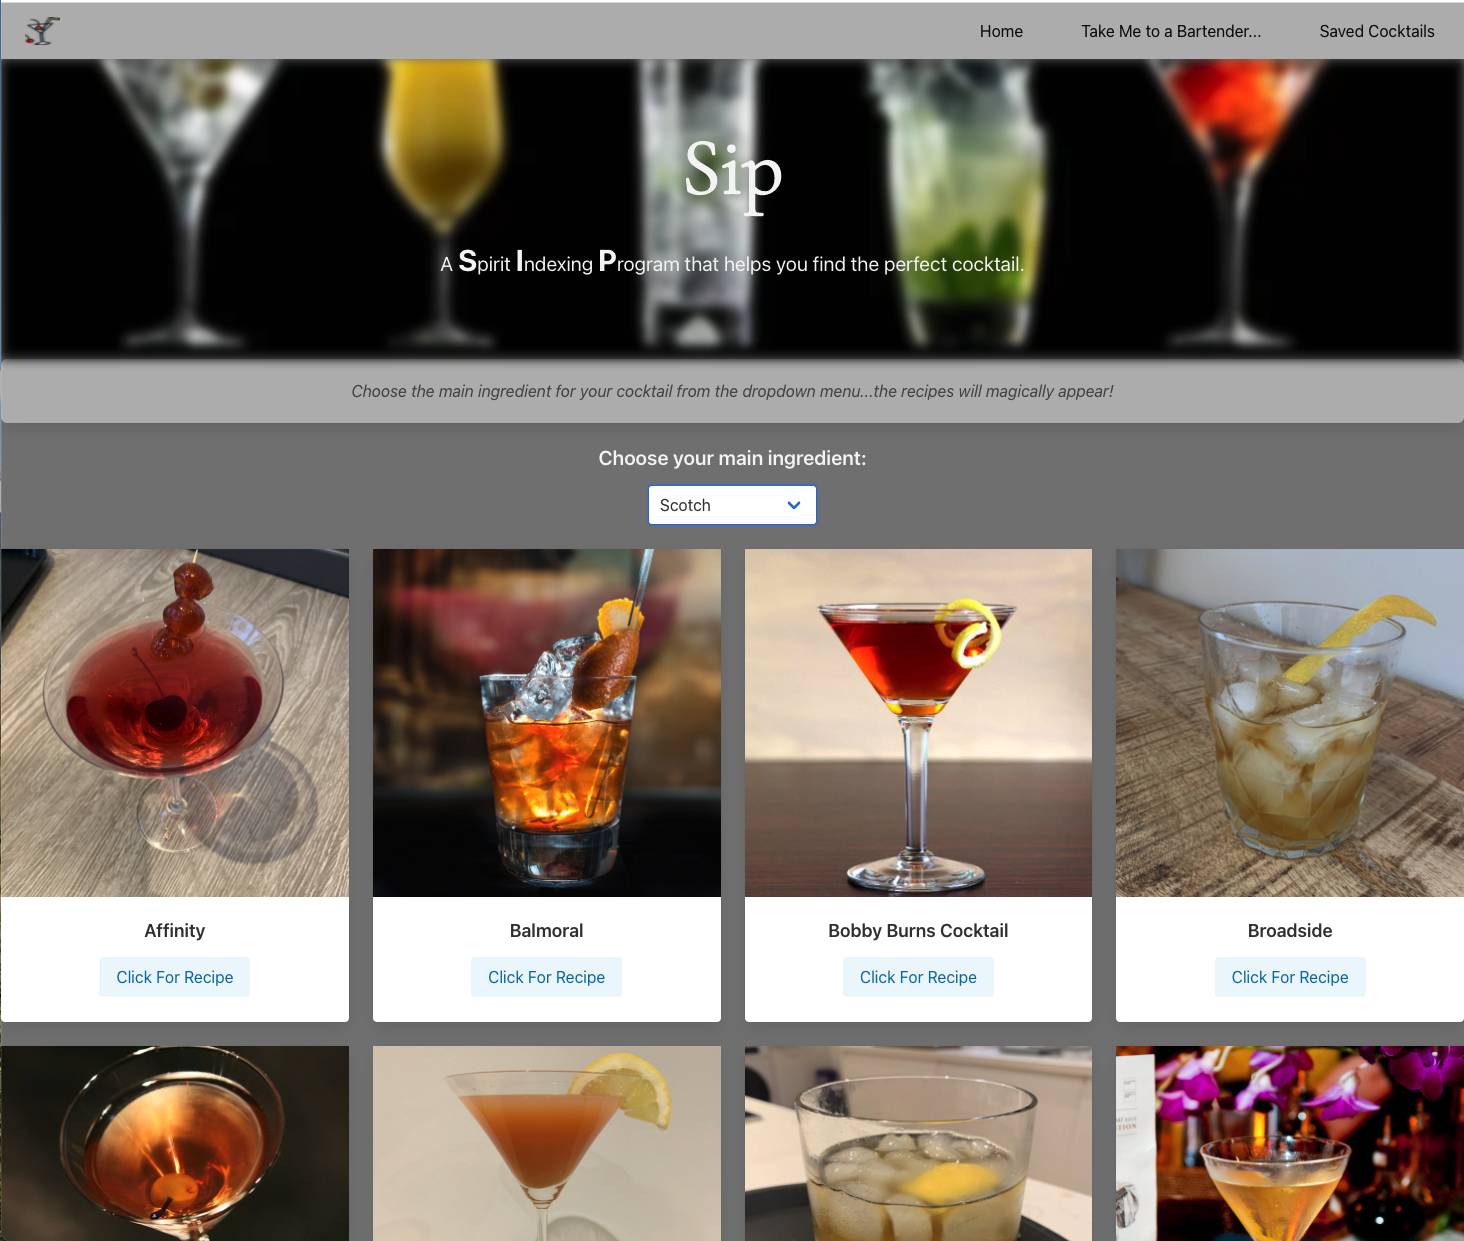 Home Take Me to a Bartender... Saved Cocktails
Sip
A Spirit Indexing Program that helps you find the perfect cocktail.
Choose the main ingredient for your cocktail from the dropdown menu...the recipes will magically appear!
Choose your main ingredient:
Scotch
Affinity Balmoral Bobby Burns Cocktail Broadside
Click For Recipe Click For Recipe Click For Recipe Click For Recipe